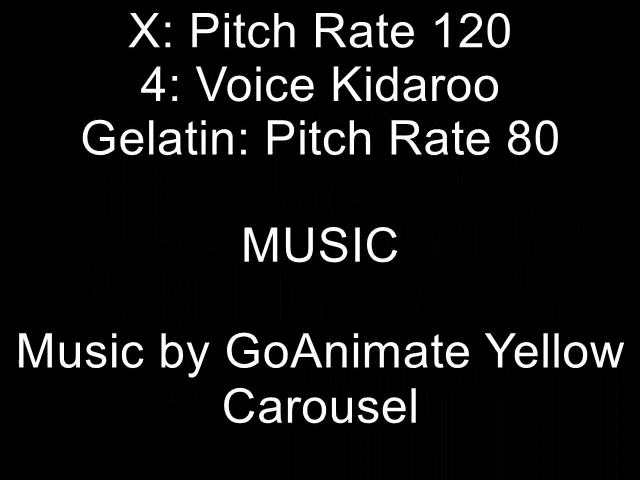 X: Pitch Rate 120
4: Voice Kidaroo
Gelatin: Pitch Rate 80
MUSIC
Music by GoAnimate Yellow
Carousel